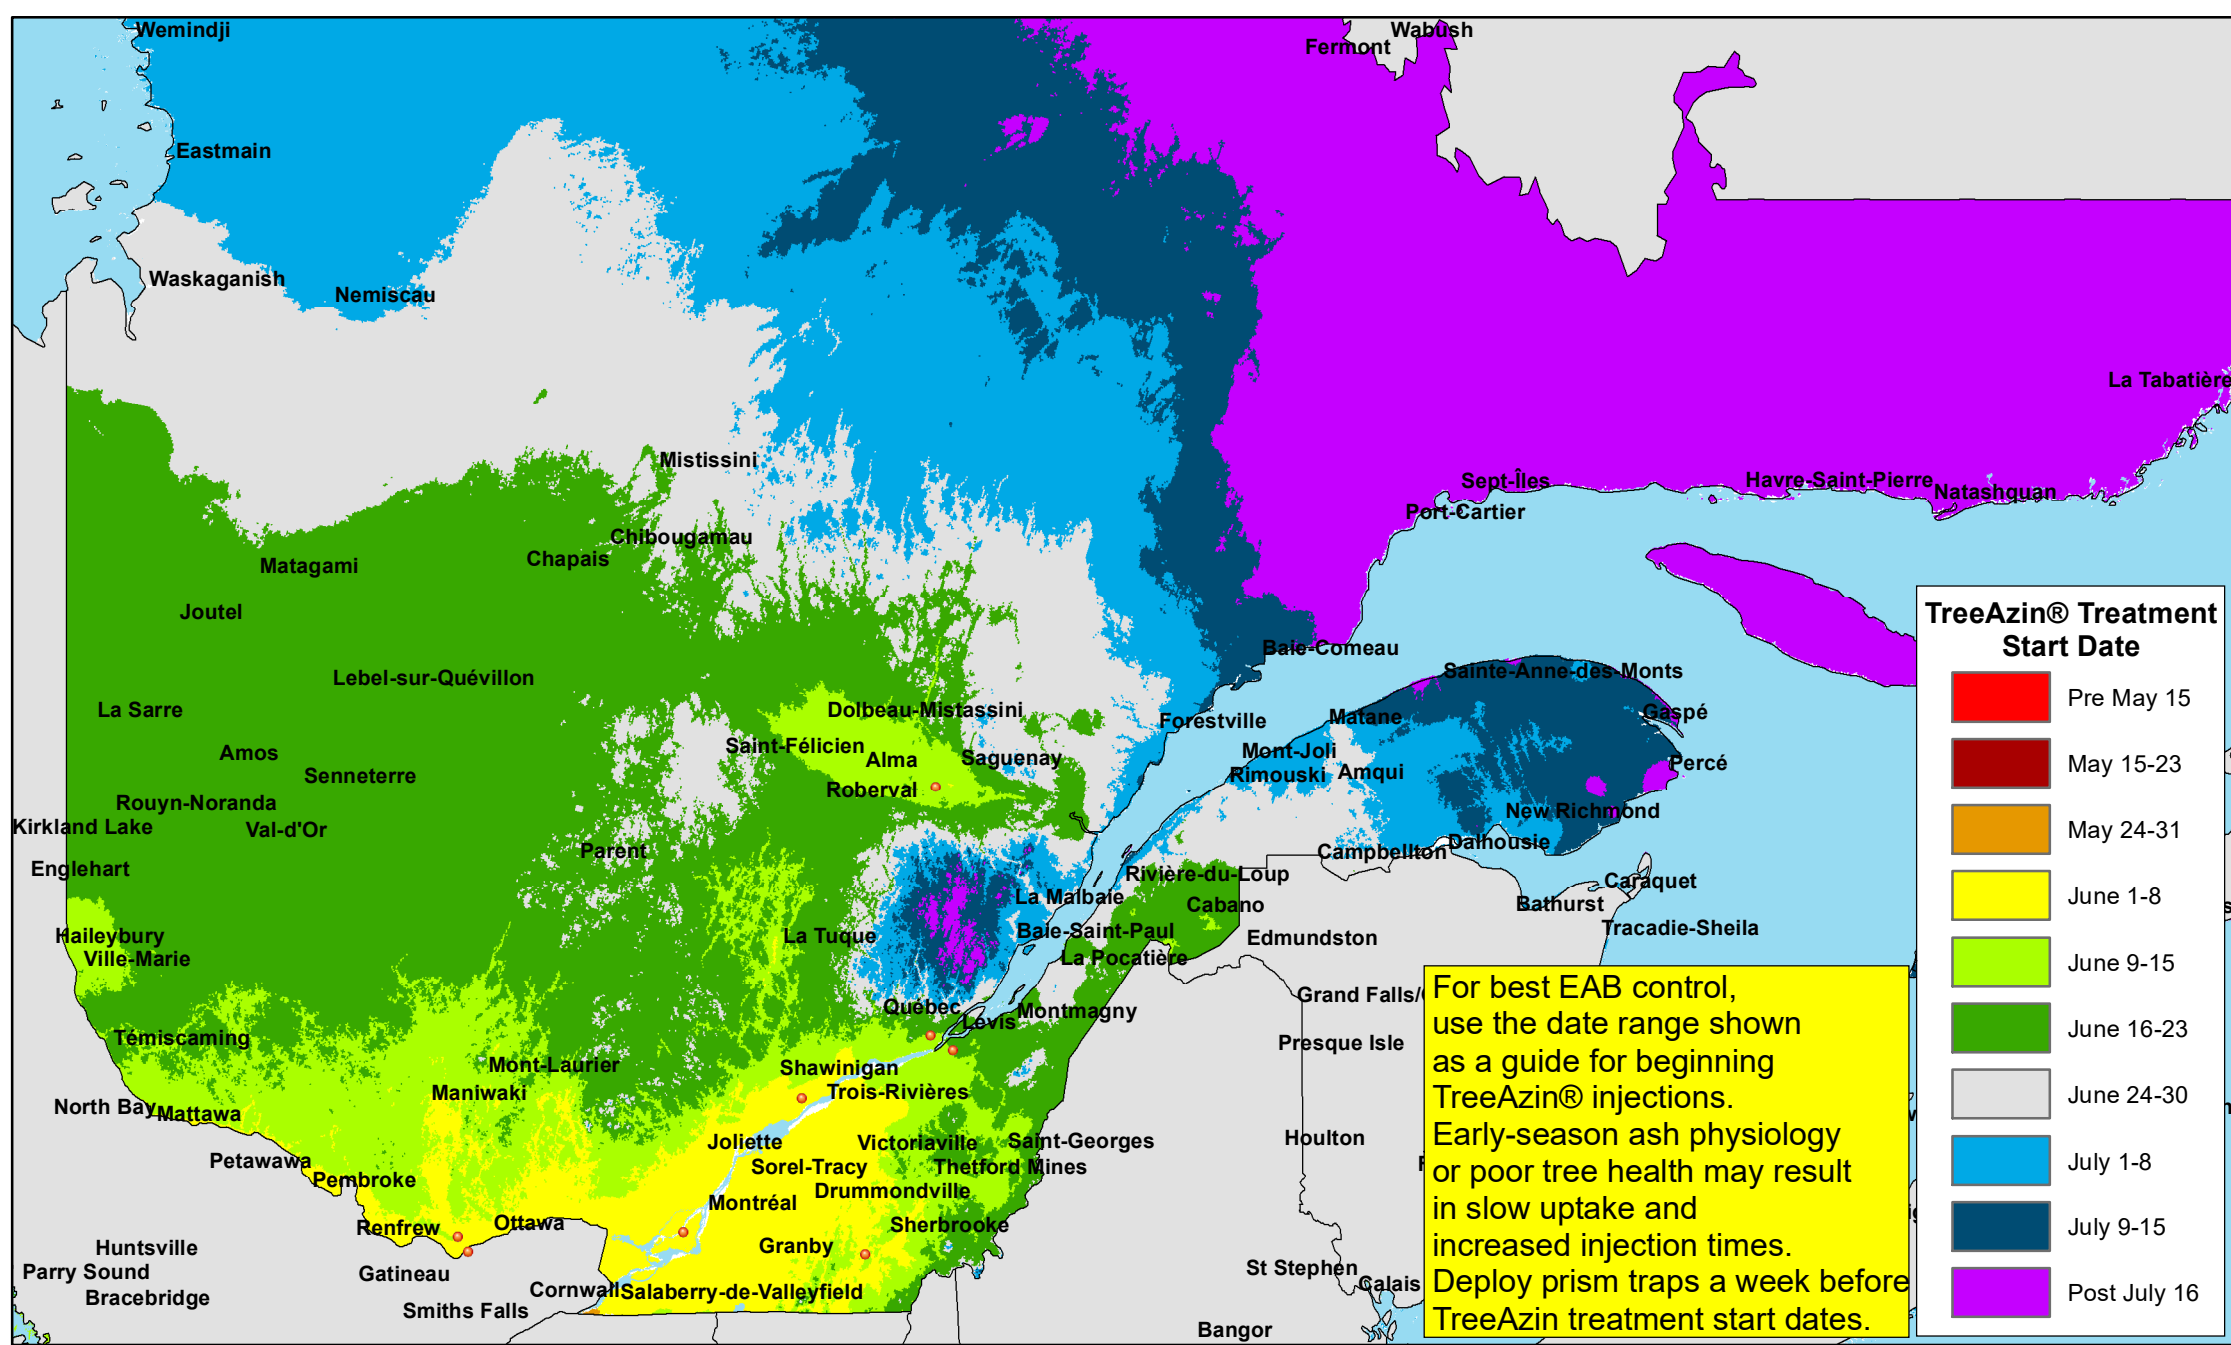 Wemindji
Wabush
Fermont
Eastmain
Waskaganish
Nemiscau
La Tabatière
Mistissini
Sept-Îles
Havre-Saint-Pierre
Natashquan
Port-Cartier
Chibougamau
Chapais
Matagami
Joutel
Baie-Comeau
Sainte-Anne-des-Monts
Lebel-sur-Quévillon
La Sarre
Dolbeau-Mistassini
Forestville
Matane
Gaspé
Amos
Saint-Félicien
Alma
Saguenay
Mont-Joli
Rimouski
Amqui
Percé
Senneterre
Roberval
Rouyn-Noranda
New Richmond
Kirkland Lake
Val-d'Or
Dalhousie
Parent
Campbellton
Englehart
Rivière-du-Loup
Caraquet
La Malbaie
Cabano
Bathurst
Tracadie-Sheila
Haileybury
La Tuque
Baie-Saint-Paul
Edmundston
Ville-Marie
La Pocatière
Grand Falls/
Québec
Lévis
Montmagny
Témiscaming
Presque Isle
Mont-Laurier
Shawinigan
Maniwaki
Trois-Rivières
North Bay
Mattawa
Joliette
Victoriaville
Saint-Georges
Houlton
Petawawa
Sorel-Tracy
Thetford Mines
Pembroke
Drummondville
Montréal
Renfrew
Ottawa
Sherbrooke
Huntsville
Granby
Parry Sound
Gatineau
St Stephen
Calais
Bracebridge
Cornwall
Salaberry-de-Valleyfield
Smiths Falls
Bangor
For best EAB control,
use the date range shown
as a guide for beginning
TreeAzin® injections.
Early-season ash physiology
or poor tree health may result
in slow uptake and
increased injection times.
Deploy prism traps a week before
TreeAzin treatment start dates.
TreeAzin® Treatment
Start Date
Pre May 15
May 15-23
May 24-31
June 1-8
June 9-15
June 16-23
June 24-30
July 1-8
July 9-15
Post July 16